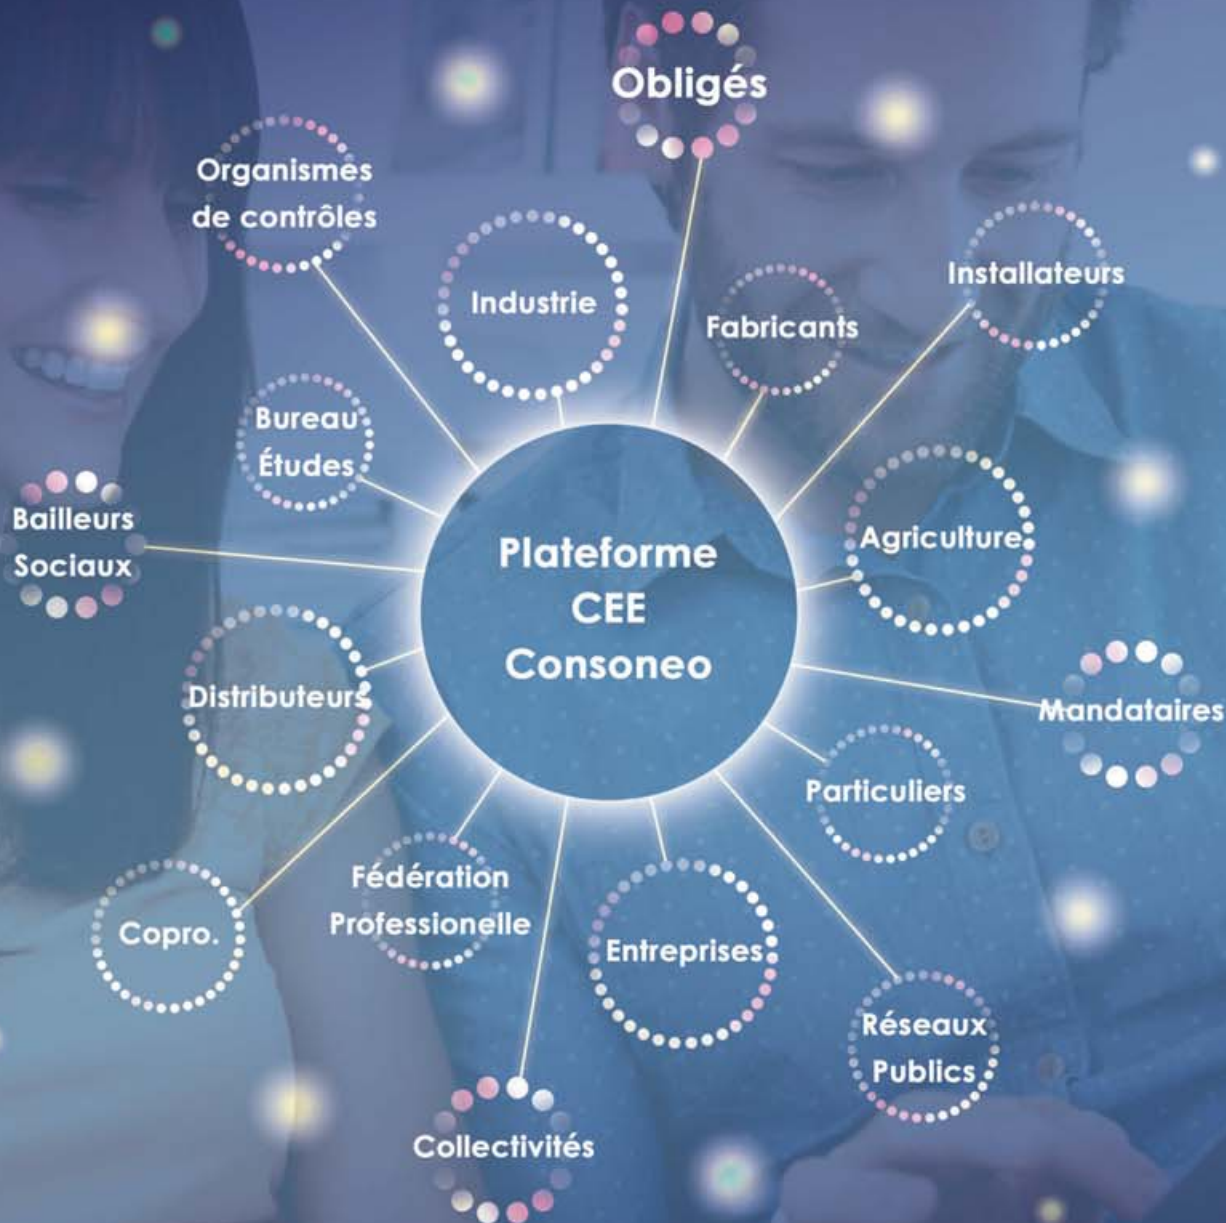 Obligés
Organismes
de contrôles
Industrie
Fabricants
Installateurs
Bureau
Études
Bailleurs
Sociaux
Plateforme
CEE
Consoneo
Agriculture
Distributeurs
Mandataires
Particuliers
Copro.
Fédération
Professionelle
Entreprises
Réseaux
Publics
Collectivités